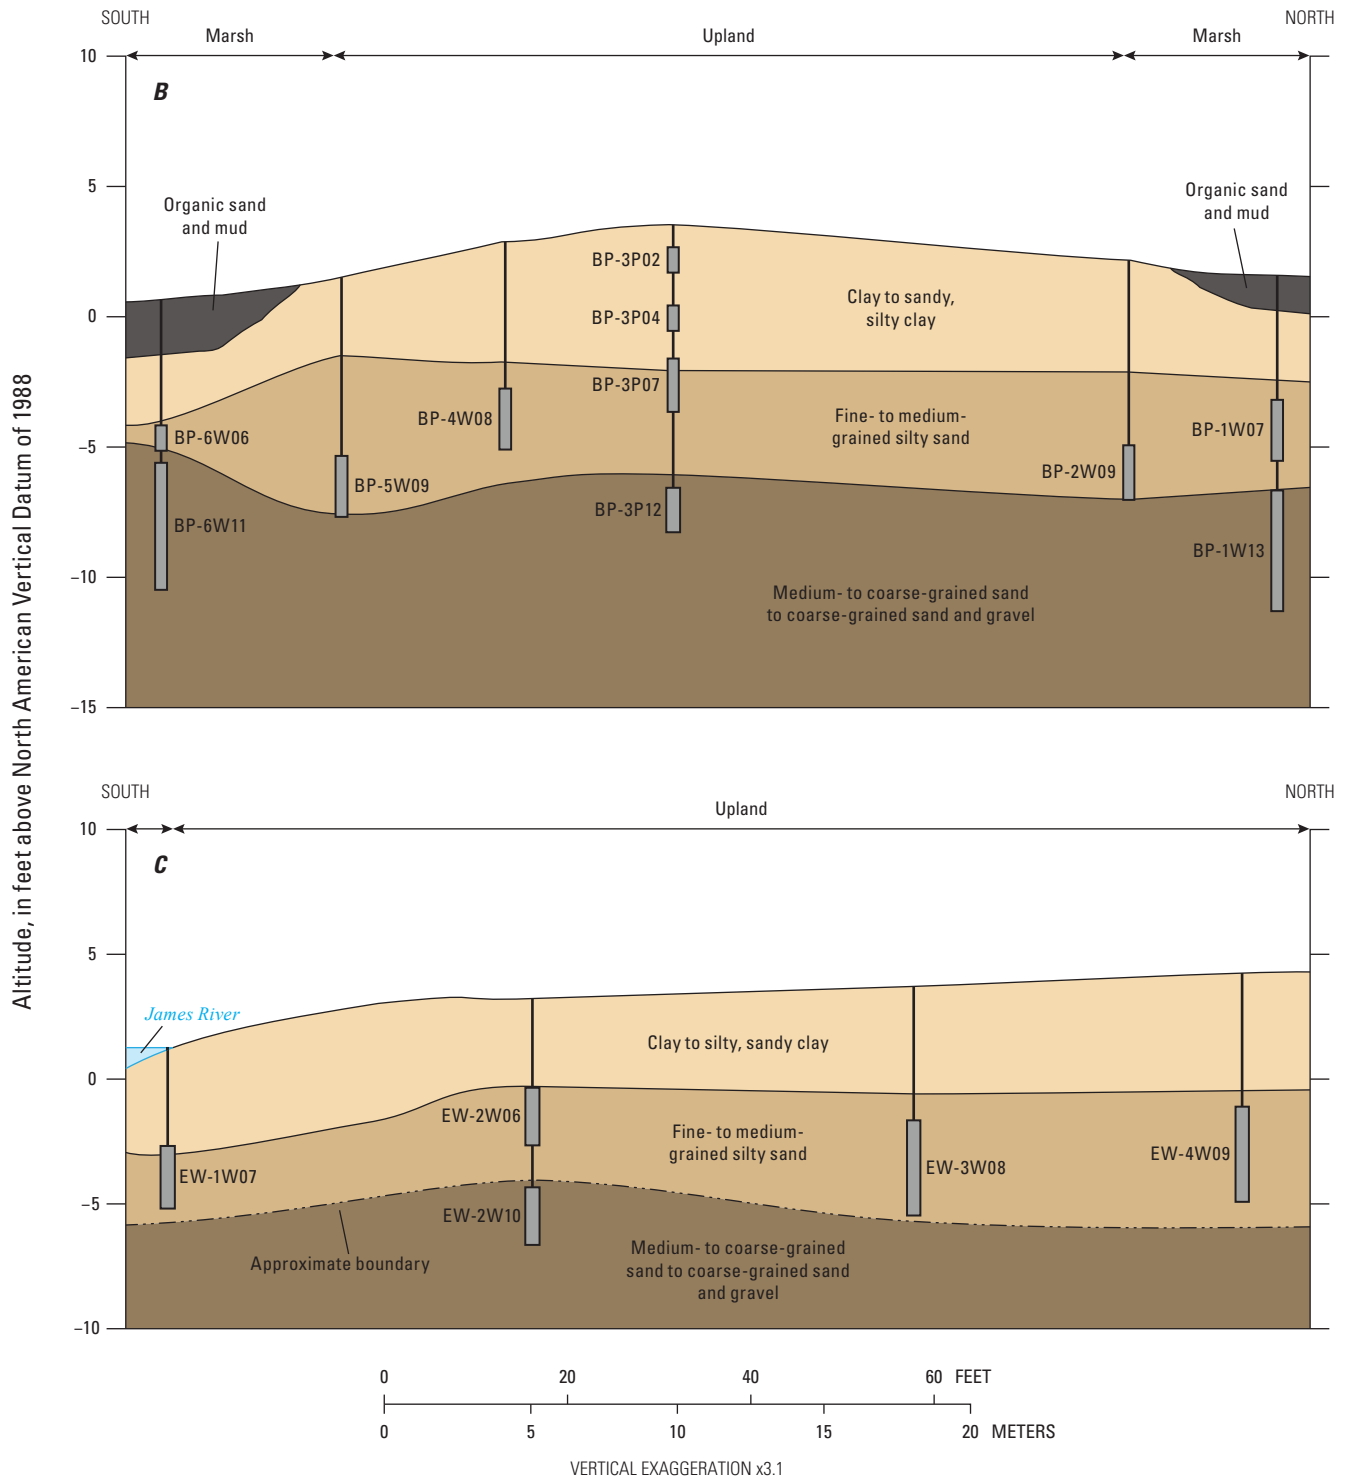 SOUTH
NORTH
Marsh
Upland
Marsh
10
B
5
Organic sand
and mud
Organic sand
and mud
BP-3P02
Clay to sandy,
silty clay
0
BP-3P04
BP-3P07
BP-4W08
Fine- to medium-
grained silty sand
BP-1W07
BP-6W06
–5
BP-5W09
BP-2W09
BP-3P12
BP-6W11
BP-1W13
–10
Medium- to coarse-grained sand
to coarse-grained sand and gravel
–15
Altitude, in feet above North American Vertical Datum of 1988
SOUTH
NORTH
Upland
10
C
5
James River
Clay to silty, sandy clay
0
EW-2W06
Fine- to medium-
grained silty sand
EW-1W07
EW-3W08
EW-4W09
–5
EW-2W10
Approximate boundary
Medium- to coarse-grained
sand to coarse-grained sand
and gravel
–10
0 20 40 60 FEET
0 5 10 15 20 METERS
VERTICAL EXAGGERATION x3.1